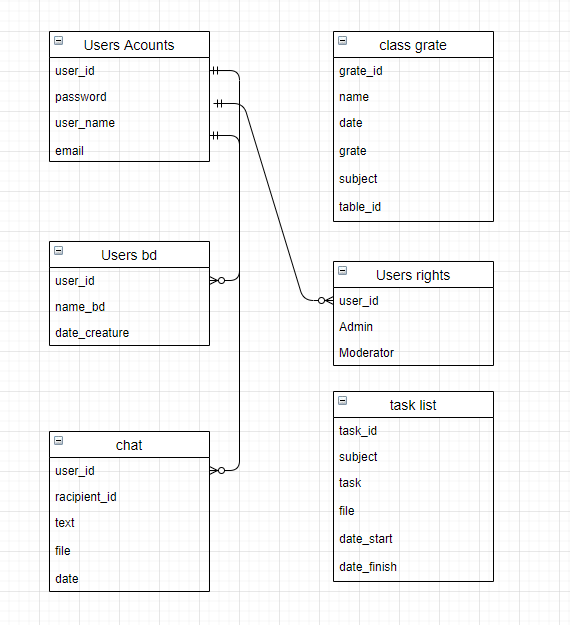 Users Acounts
user_id
password
user_name
email
class grate
grate_id
name
date
grate
subject
table_id
Users bd
user_id
name_bd
date_creature
Users rights
user_id
Admin
Moderator
chat
user_id
racipient_id
text
file
date
task list
task_id
subject
task
file
date_start
date_finish